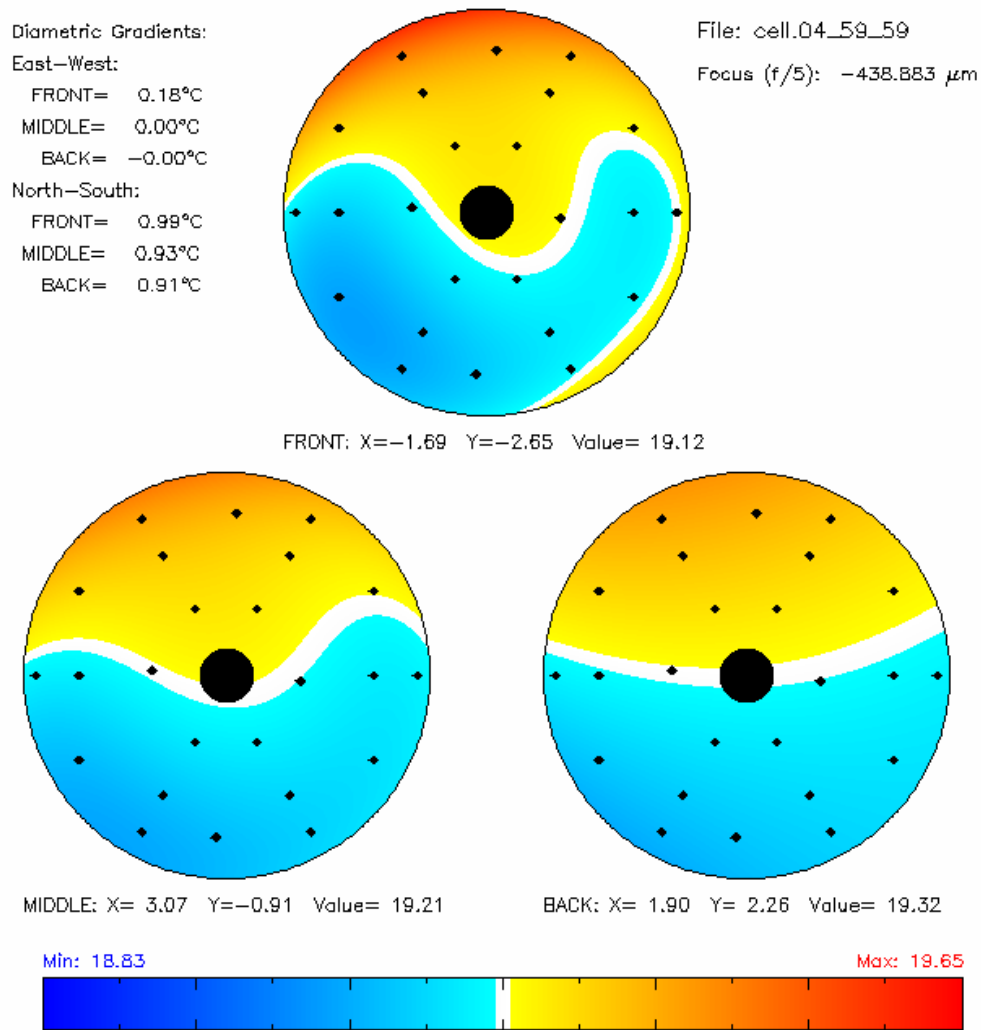 Diametric Gradients:
East-West:
FRONT= 0.18°C
MIDDLE= 0.00°C
BACK= -0.00°C
North-South:
FRONT= 0.99°C
MIDDLE= 0.93°C
BACK= 0.91°C
File: cell.04_59_59
Focus (f/5): -438.883 μm
FRONT: X=-1.69 Y=-2.65 Value= 19.12
MIDDLE: X= 3.07 Y=-0.91 Value= 19.21
BACK: X= 1.90 Y= 2.26 Value= 19.32
Min: 18.83
Max: 19.65